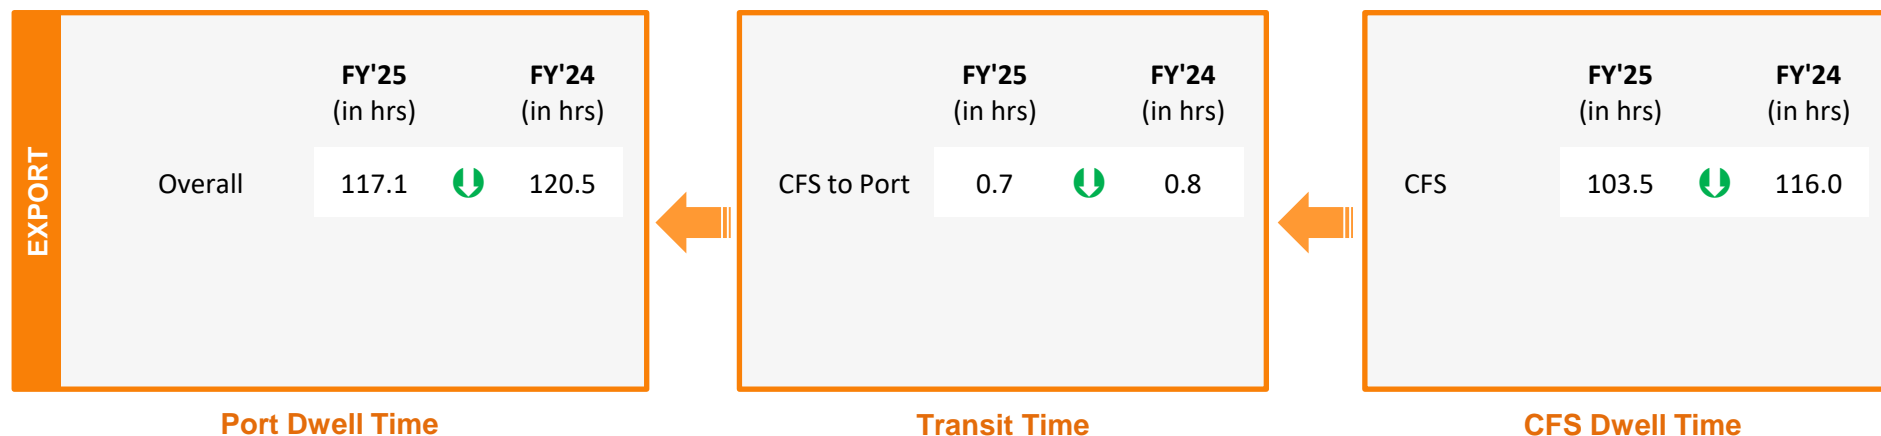 EXPORT
FY'25 FY'24
(in hrs) (in hrs)
Overall 117.1 120.5
Port Dwell Time
FY'25 FY'24
(in hrs) (in hrs)
CFS to Port 0.7 0.8
Transit Time
FY'25 FY'24
(in hrs) (in hrs)
CFS 103.5 116.0
CFS Dwell Time